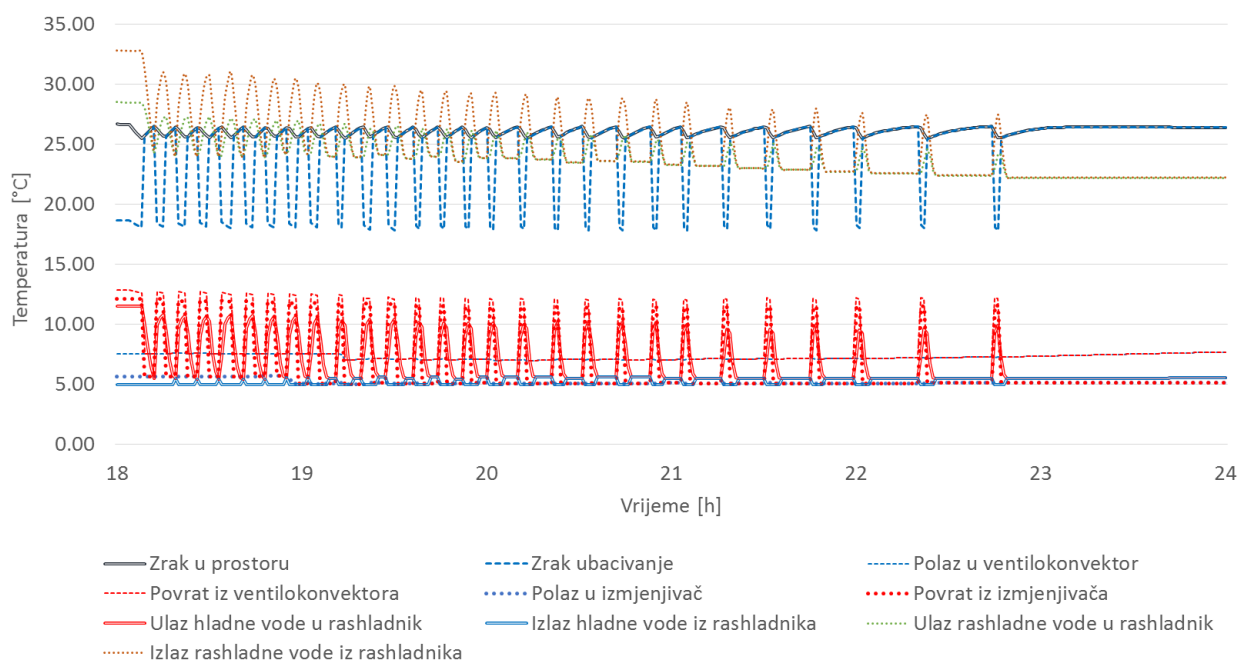 35.00
30.00
25.00
20.00
15.00
10.00
5.00
0.00
Temperatura [°C]
18 19 20 21 22 23 24
Vrijeme [h]
Zrak u prostoru Zrak ubacivanje Polaz u ventilokonvektor
Povrat iz ventilokonvektora Polaz u izmjenjivač Povrat iz izmjenjivača
Ulaz hladne vode u rashladnik Izlaz hladne vode iz rashladnika Ulaz rashladne vode u rashladnik
Izlaz rashladne vode iz rashladnika